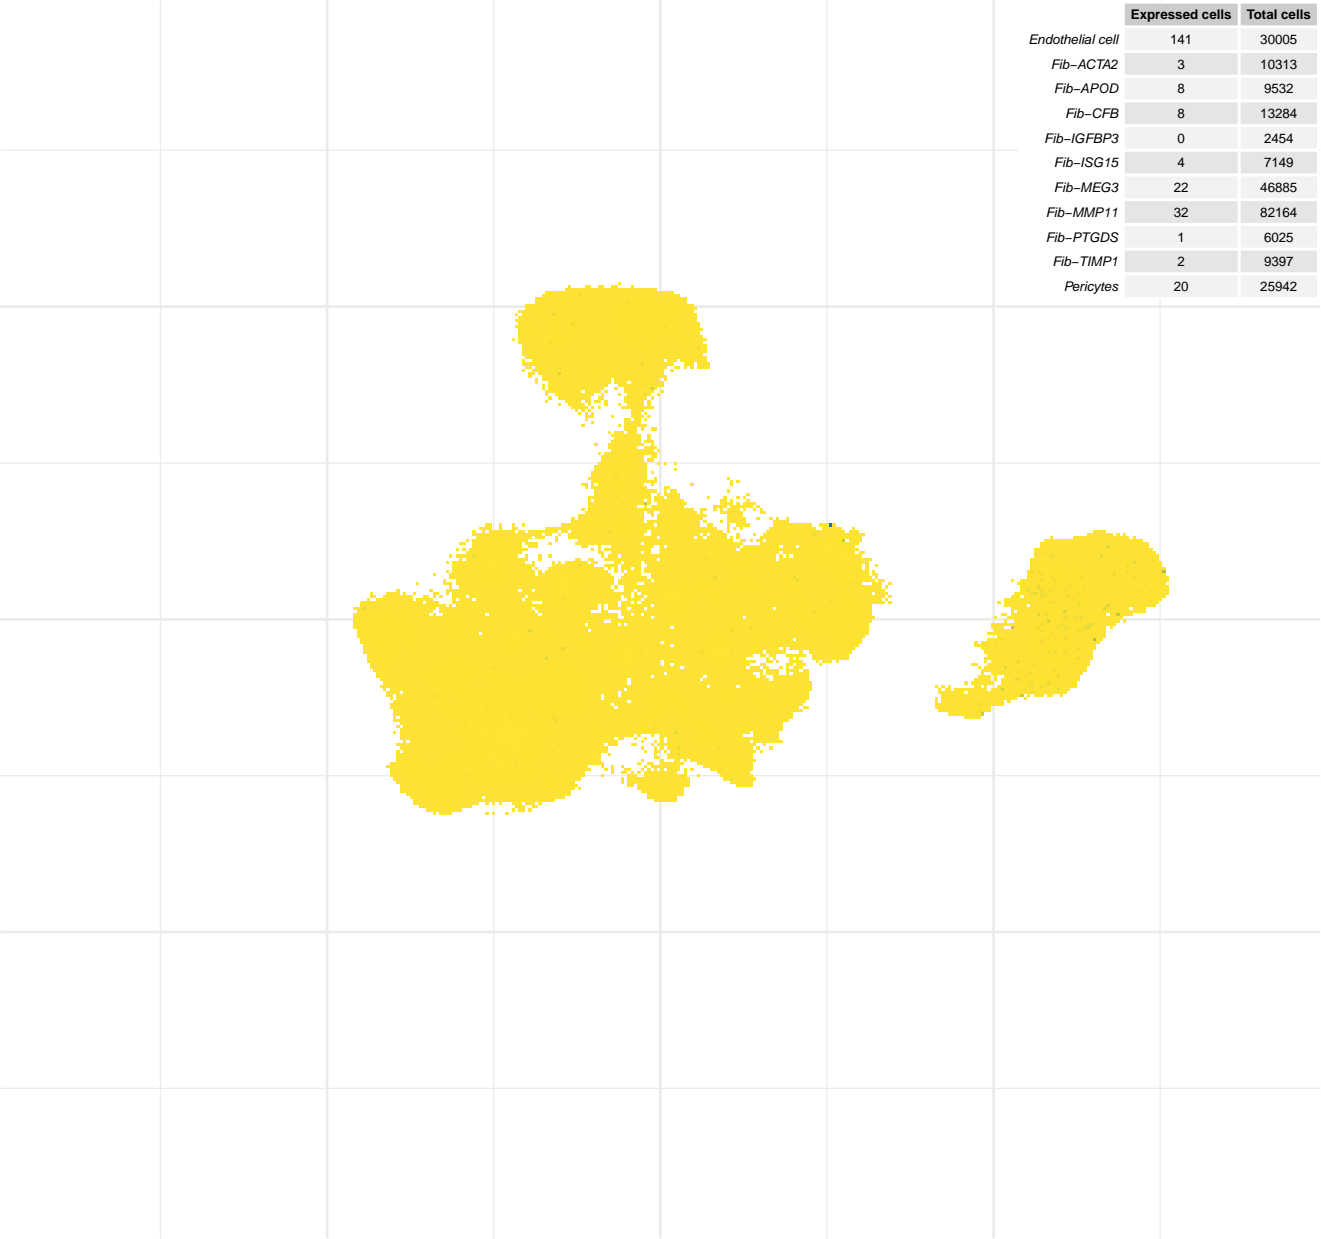 Expressed cells Total cells
Endothelial cell 141 30005
Fib−ACTA2 3 10313
Fib−APOD 8 9532
Fib−CFB 8 13284
Fib−IGFBP3 0 2454
Fib−ISG15 4 7149
Fib−MEG3 22 46885
Fib−MMP11 32 82164
Fib−PTGDS 1 6025
Fib−TIMP1 2 9397
Pericytes 20 25942